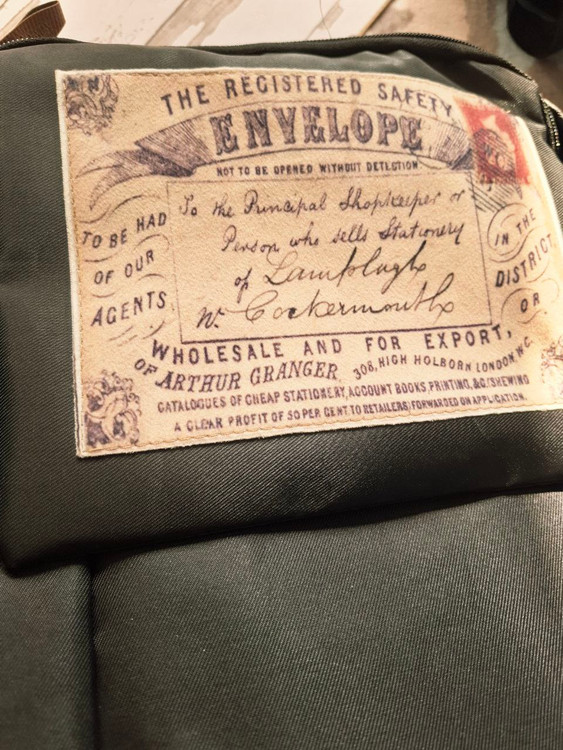 THE REGISTERED SAFETY
ENVELOPE
NOT TO BE OPENED WITHOUT DETECTION
To the Principal Shopkeeper or
Person who sells Stationery
of Lamplugh
Nr. Cockermouth
TO BE HAD
OF OUR
AGENTS
IN THE
DISTRICT,
OR
WHOLESALE AND FOR EXPORT,
OF ARTHUR GRANGER, 308, HIGH HOLBORN LONDON, W.C.
CATALOGUES OF CHEAP STATIONERY, ACCOUNT BOOKS, PRINTING, &C/SHEWING
A CLEAR PROFIT OF 50 PER CENT TO RETAILERS/FORWARDED ON APPLICATION.